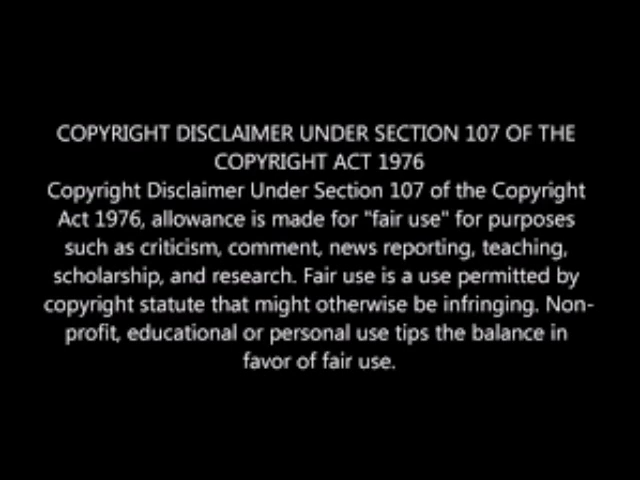 COPYRIGHT DISCLAIMER UNDER SECTION 107 OF THE
COPYRIGHT ACT 1976
Copyright Disclaimer Under Section 107 of the Copyright
Act 1976, allowance is made for "fair use" for purposes
such as criticism, comment, news reporting, teaching,
scholarship, and research. Fair use is a use permitted by
copyright statute that might otherwise be infringing. Non-
profit, educational or personal use tips the balance in
favor of fair use.